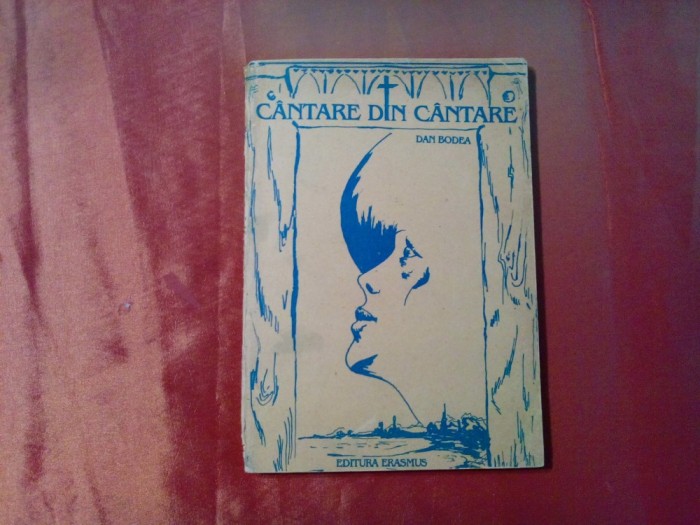 CÂNTARE DIN CÂNTARE
DAN BODEA
EDITURA ERASMUS